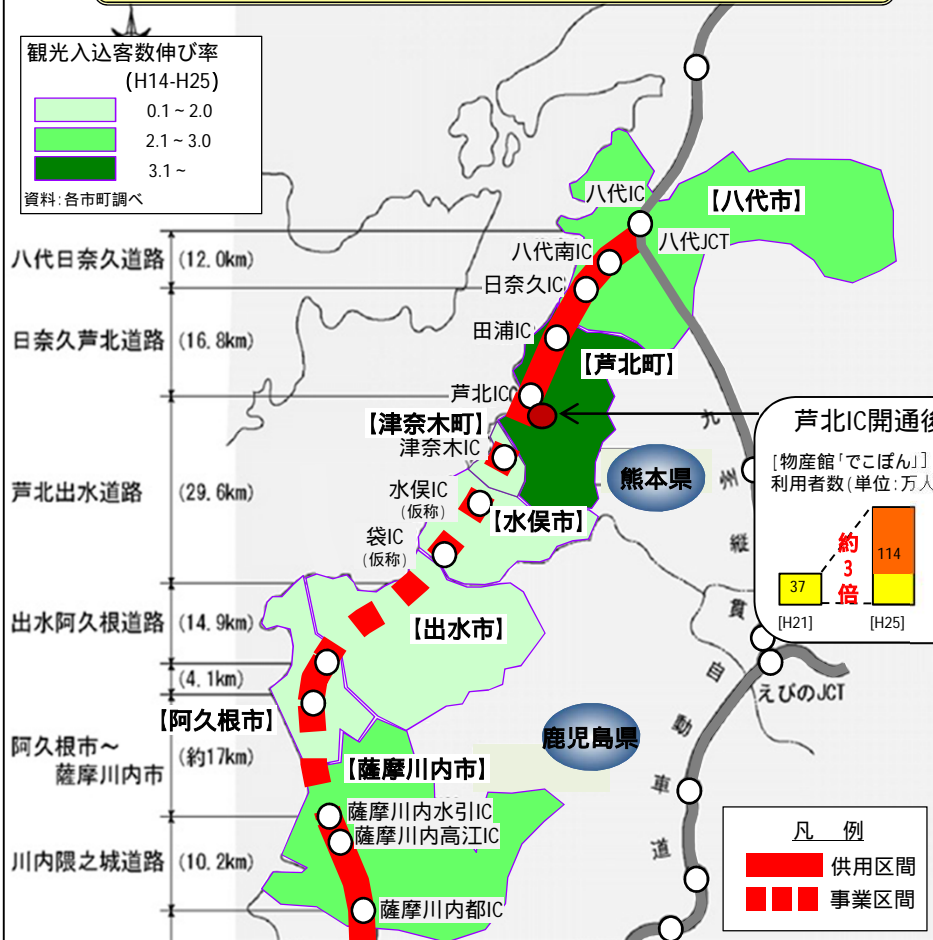 観光入込客数伸び率
(H14-H25)
0.1～2.0
2.1～3.0
3.1～
資料:各市町調べ
八代日奈久道路 (12.0km)
日奈久芦北道路 (16.8km)
芦北出水道路 (29.6km)
出水阿久根道路 (14.9km)
(4.1km)
阿久根市～
薩摩川内市
(約17km)
川内隈之城道路 (10.2km)
八代IC
【八代市】
八代JCT
八代南IC
日奈久IC
田浦IC
【芦北町】
芦北IC
【津奈木町】
津奈木IC
水俣IC
(仮称)
【水俣市】
袋IC
(仮称)
【出水市】
【阿久根市】
【薩摩川内市】
薩摩川内水引IC
薩摩川内高江IC
薩摩川内都IC
熊本県
鹿児島県
九州縦貫自動車道
えびのJCT
芦北IC開通後
[物産館「でこぽん」]
利用者数(単位:万人
37
約3倍
114
[H21]
[H25]
凡 例
供用区間
事業区間